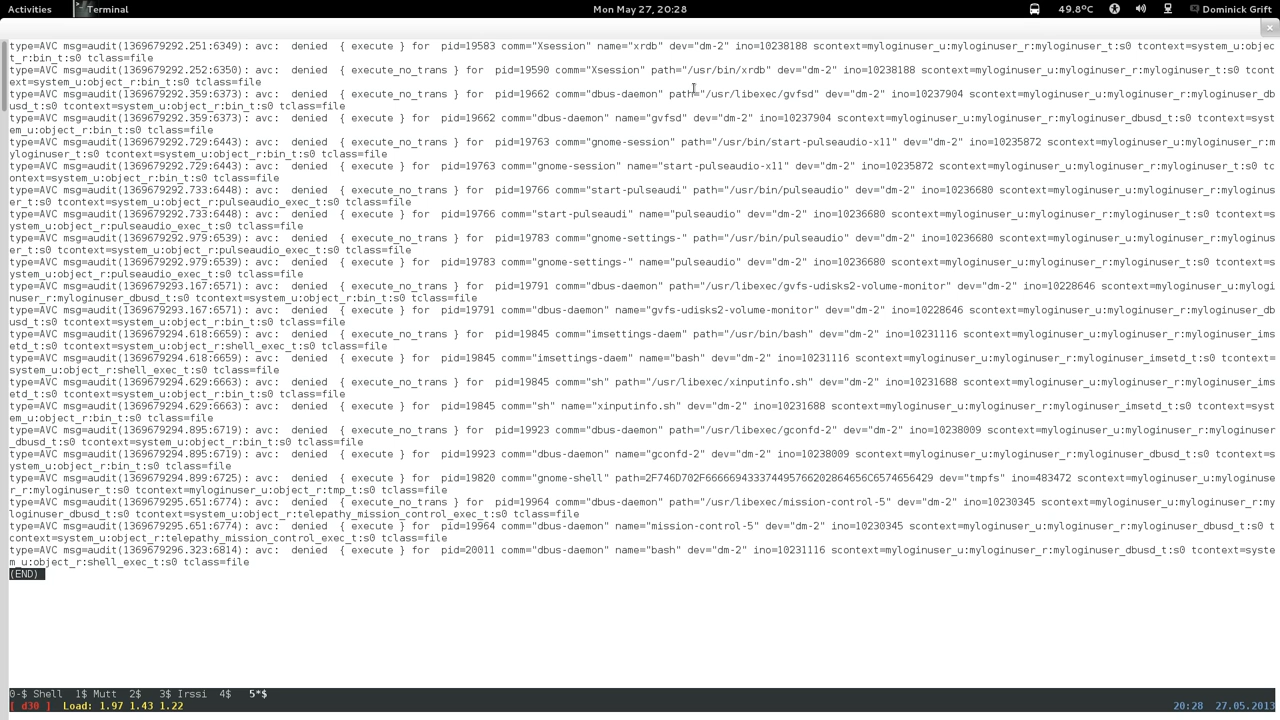 Activities Terminal Mon May 27, 20:28 49.8°C Dominick Grift
type=AVC msg=audit(1369679292.251:6349): avc:  denied  { execute } for  pid=19583 comm="Xsession" name="xrdb" dev="dm-2" ino=10238188 scontext=myloginuser_u:myloginuser_r:myloginuser_t:s0 tcontext=system_u:objec
t_r:bin_t:s0 tclass=file
type=AVC msg=audit(1369679292.252:6350): avc:  denied  { execute_no_trans } for  pid=19590 comm="Xsession" path="/usr/bin/xrdb" dev="dm-2" ino=10238188 scontext=myloginuser_u:myloginuser_r:myloginuser_t:s0 tcont
ext=system_u:object_r:bin_t:s0 tclass=file
type=AVC msg=audit(1369679292.359:6373): avc:  denied  { execute_no_trans } for  pid=19662 comm="dbus-daemon" path="/usr/libexec/gvfsd" dev="dm-2" ino=10237904 scontext=myloginuser_u:myloginuser_r:myloginuser_db
usd_t:s0 tcontext=system_u:object_r:bin_t:s0 tclass=file
type=AVC msg=audit(1369679292.359:6373): avc:  denied  { execute } for  pid=19662 comm="dbus-daemon" name="gvfsd" dev="dm-2" ino=10237904 scontext=myloginuser_u:myloginuser_r:myloginuser_dbusd_t:s0 tcontext=syst
em_u:object_r:bin_t:s0 tclass=file
type=AVC msg=audit(1369679292.729:6443): avc:  denied  { execute_no_trans } for  pid=19763 comm="gnome-session" path="/usr/bin/start-pulseaudio-x11" dev="dm-2" ino=10235872 scontext=myloginuser_u:myloginuser_r:m
yloginuser_t:s0 tcontext=system_u:object_r:bin_t:s0 tclass=file
type=AVC msg=audit(1369679292.729:6443): avc:  denied  { execute } for  pid=19763 comm="gnome-session" name="start-pulseaudio-x11" dev="dm-2" ino=10235872 scontext=myloginuser_u:myloginuser_r:myloginuser_t:s0 tc
ontext=system_u:object_r:bin_t:s0 tclass=file
type=AVC msg=audit(1369679292.733:6448): avc:  denied  { execute_no_trans } for  pid=19766 comm="start-pulseaudi" path="/usr/bin/pulseaudio" dev="dm-2" ino=10236680 scontext=myloginuser_u:myloginuser_r:myloginus
er_t:s0 tcontext=system_u:object_r:pulseaudio_exec_t:s0 tclass=file
type=AVC msg=audit(1369679292.733:6448): avc:  denied  { execute } for  pid=19766 comm="start-pulseaudi" name="pulseaudio" dev="dm-2" ino=10236680 scontext=myloginuser_u:myloginuser_r:myloginuser_t:s0 tcontext=s
ystem_u:object_r:pulseaudio_exec_t:s0 tclass=file
type=AVC msg=audit(1369679292.979:6539): avc:  denied  { execute_no_trans } for  pid=19783 comm="gnome-settings-" path="/usr/bin/pulseaudio" dev="dm-2" ino=10236680 scontext=myloginuser_u:myloginuser_r:myloginus
er_t:s0 tcontext=system_u:object_r:pulseaudio_exec_t:s0 tclass=file
type=AVC msg=audit(1369679292.979:6539): avc:  denied  { execute } for  pid=19783 comm="gnome-settings-" name="pulseaudio" dev="dm-2" ino=10236680 scontext=myloginuser_u:myloginuser_r:myloginuser_t:s0 tcontext=s
ystem_u:object_r:pulseaudio_exec_t:s0 tclass=file
type=AVC msg=audit(1369679293.167:6571): avc:  denied  { execute_no_trans } for  pid=19791 comm="dbus-daemon" path="/usr/libexec/gvfs-udisks2-volume-monitor" dev="dm-2" ino=10228646 scontext=myloginuser_u:mylogi
nuser_r:myloginuser_dbusd_t:s0 tcontext=system_u:object_r:bin_t:s0 tclass=file
type=AVC msg=audit(1369679293.167:6571): avc:  denied  { execute } for  pid=19791 comm="dbus-daemon" name="gvfs-udisks2-volume-monitor" dev="dm-2" ino=10228646 scontext=myloginuser_u:myloginuser_r:myloginuser_db
usd_t:s0 tcontext=system_u:object_r:bin_t:s0 tclass=file
type=AVC msg=audit(1369679294.618:6659): avc:  denied  { execute_no_trans } for  pid=19845 comm="imsettings-daem" path="/usr/bin/bash" dev="dm-2" ino=10231116 scontext=myloginuser_u:myloginuser_r:myloginuser_ims
etd_t:s0 tcontext=system_u:object_r:shell_exec_t:s0 tclass=file
type=AVC msg=audit(1369679294.618:6659): avc:  denied  { execute } for  pid=19845 comm="imsettings-daem" name="bash" dev="dm-2" ino=10231116 scontext=myloginuser_u:myloginuser_r:myloginuser_imsetd_t:s0 tcontext=
system_u:object_r:shell_exec_t:s0 tclass=file
type=AVC msg=audit(1369679294.629:6663): avc:  denied  { execute_no_trans } for  pid=19845 comm="sh" path="/usr/libexec/xinputinfo.sh" dev="dm-2" ino=10231688 scontext=myloginuser_u:myloginuser_r:myloginuser_ims
etd_t:s0 tcontext=system_u:object_r:bin_t:s0 tclass=file
type=AVC msg=audit(1369679294.629:6663): avc:  denied  { execute } for  pid=19845 comm="sh" name="xinputinfo.sh" dev="dm-2" ino=10231688 scontext=myloginuser_u:myloginuser_r:myloginuser_imsetd_t:s0 tcontext=syst
em_u:object_r:bin_t:s0 tclass=file
type=AVC msg=audit(1369679294.895:6719): avc:  denied  { execute_no_trans } for  pid=19923 comm="dbus-daemon" path="/usr/libexec/gconfd-2" dev="dm-2" ino=10238009 scontext=myloginuser_u:myloginuser_r:myloginuser
_dbusd_t:s0 tcontext=system_u:object_r:bin_t:s0 tclass=file
type=AVC msg=audit(1369679294.895:6719): avc:  denied  { execute } for  pid=19923 comm="dbus-daemon" name="gconfd-2" dev="dm-2" ino=10238009 scontext=myloginuser_u:myloginuser_r:myloginuser_dbusd_t:s0 tcontext=s
ystem_u:object_r:bin_t:s0 tclass=file
type=AVC msg=audit(1369679294.899:6725): avc:  denied  { execute } for  pid=19820 comm="gnome-shell" path=2F746D702F66666943337449576620286465C6574656429 dev="tmpfs" ino=483472 scontext=myloginuser_u:myloginuse
r_r:myloginuser_t:s0 tcontext=myloginuser_u:object_r:tmp_t:s0 tclass=file
type=AVC msg=audit(1369679295.651:6774): avc:  denied  { execute_no_trans } for  pid=19964 comm="dbus-daemon" path="/usr/libexec/mission-control-5" dev="dm-2" ino=10230345 scontext=myloginuser_u:myloginuser_r:my
loginuser_dbusd_t:s0 tcontext=system_u:object_r:telepathy_mission_control_exec_t:s0 tclass=file
type=AVC msg=audit(1369679295.651:6774): avc:  denied  { execute } for  pid=19964 comm="dbus-daemon" name="mission-control-5" dev="dm-2" ino=10230345 scontext=myloginuser_u:myloginuser_r:myloginuser_dbusd_t:s0 t
context=system_u:object_r:telepathy_mission_control_exec_t:s0 tclass=file
type=AVC msg=audit(1369679296.323:6814): avc:  denied  { execute } for  pid=20011 comm="dbus-daemon" name="bash" dev="dm-2" ino=10231116 scontext=myloginuser_u:myloginuser_r:myloginuser_dbusd_t:s0 tcontext=syste
m_u:object_r:shell_exec_t:s0 tclass=file
(END)
0-$ Shell  1$ Mutt  2$  3$ Irssi  4$  5*$
[ d30 ]  Load: 1.97 1.43 1.22 20:28  27.05.2013